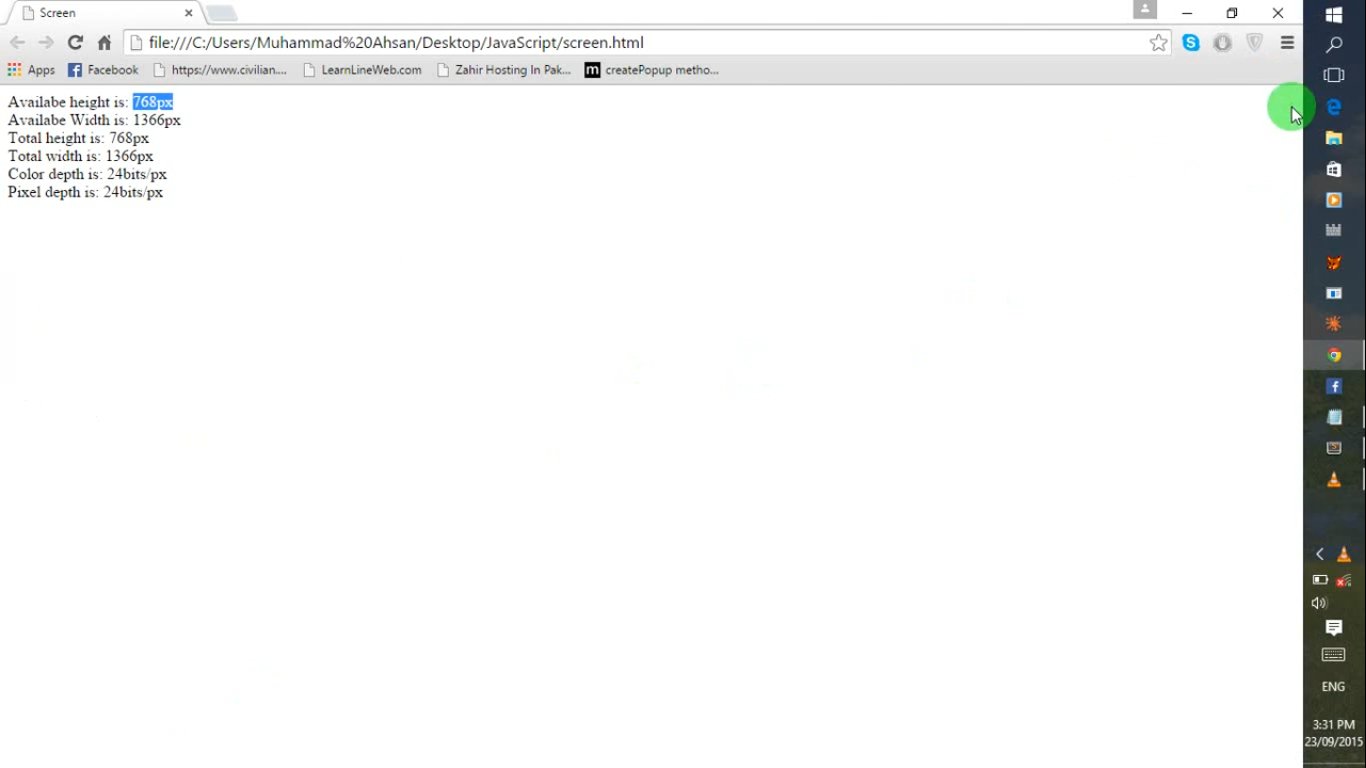 Screen
file:///C:/Users/Muhammad%20Ahsan/Desktop/JavaScript/screen.html
Apps Facebook https://www.civilian.... LearnLineWeb.com Zahir Hosting In Pak... m createPopup metho...
Availabe height is: 768px
Availabe Width is: 1366px
Total height is: 768px
Total width is: 1366px
Color depth is: 24bits/px
Pixel depth is: 24bits/px
ENG
3:31 PM
23/09/2015